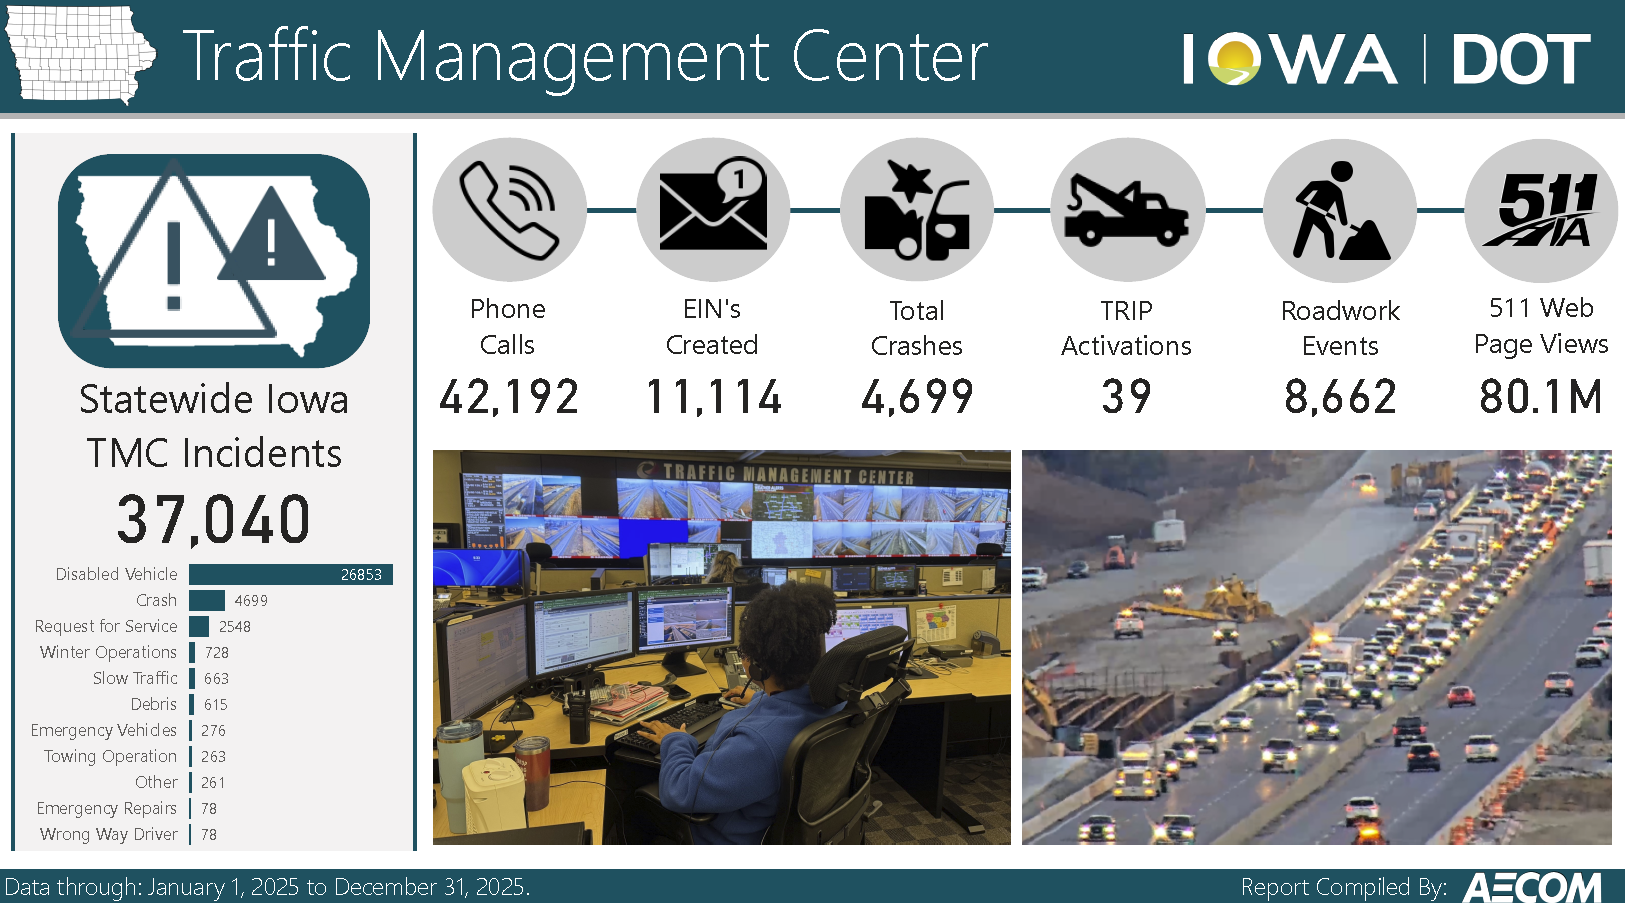 Traffic Management Center
IOWA | DOT
Statewide Iowa
TMC Incidents
37,040
Disabled Vehicle 26853
Crash 4699
Request for Service 2548
Winter Operations 728
Slow Traffic 663
Debris 615
Emergency Vehicles 276
Towing Operation 263
Other 261
Emergency Repairs 78
Wrong Way Driver 78
1
511
IA
Phone
Calls
42,192
EIN's
Created
11,114
Total
Crashes
4,699
TRIP
Activations
39
Roadwork
Events
8,662
511 Web
Page Views
80.1M
TRAFFIC MANAGEMENT CENTER
Data through: January 1, 2025 to December 31, 2025.
Report Compiled By: AECOM